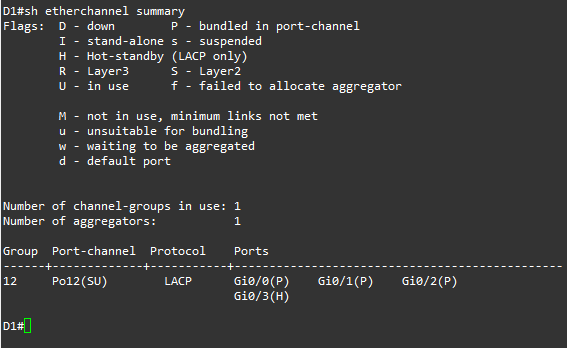 D1#sh etherchannel summary
Flags:  D - down        P - bundled in port-channel
        I - stand-alone s - suspended
        H - Hot-standby (LACP only)
        R - Layer3      S - Layer2
        U - in use      f - failed to allocate aggregator

        M - not in use, minimum links not met
        u - unsuitable for bundling
        w - waiting to be aggregated
        d - default port


Number of channel-groups in use: 1
Number of aggregators:           1

Group  Port-channel  Protocol    Ports
------+-------------+-----------+-----------------------------------------------
12     Po12(SU)        LACP      Gi0/0(P)    Gi0/1(P)    Gi0/2(P)
                                 Gi0/3(H)

D1#